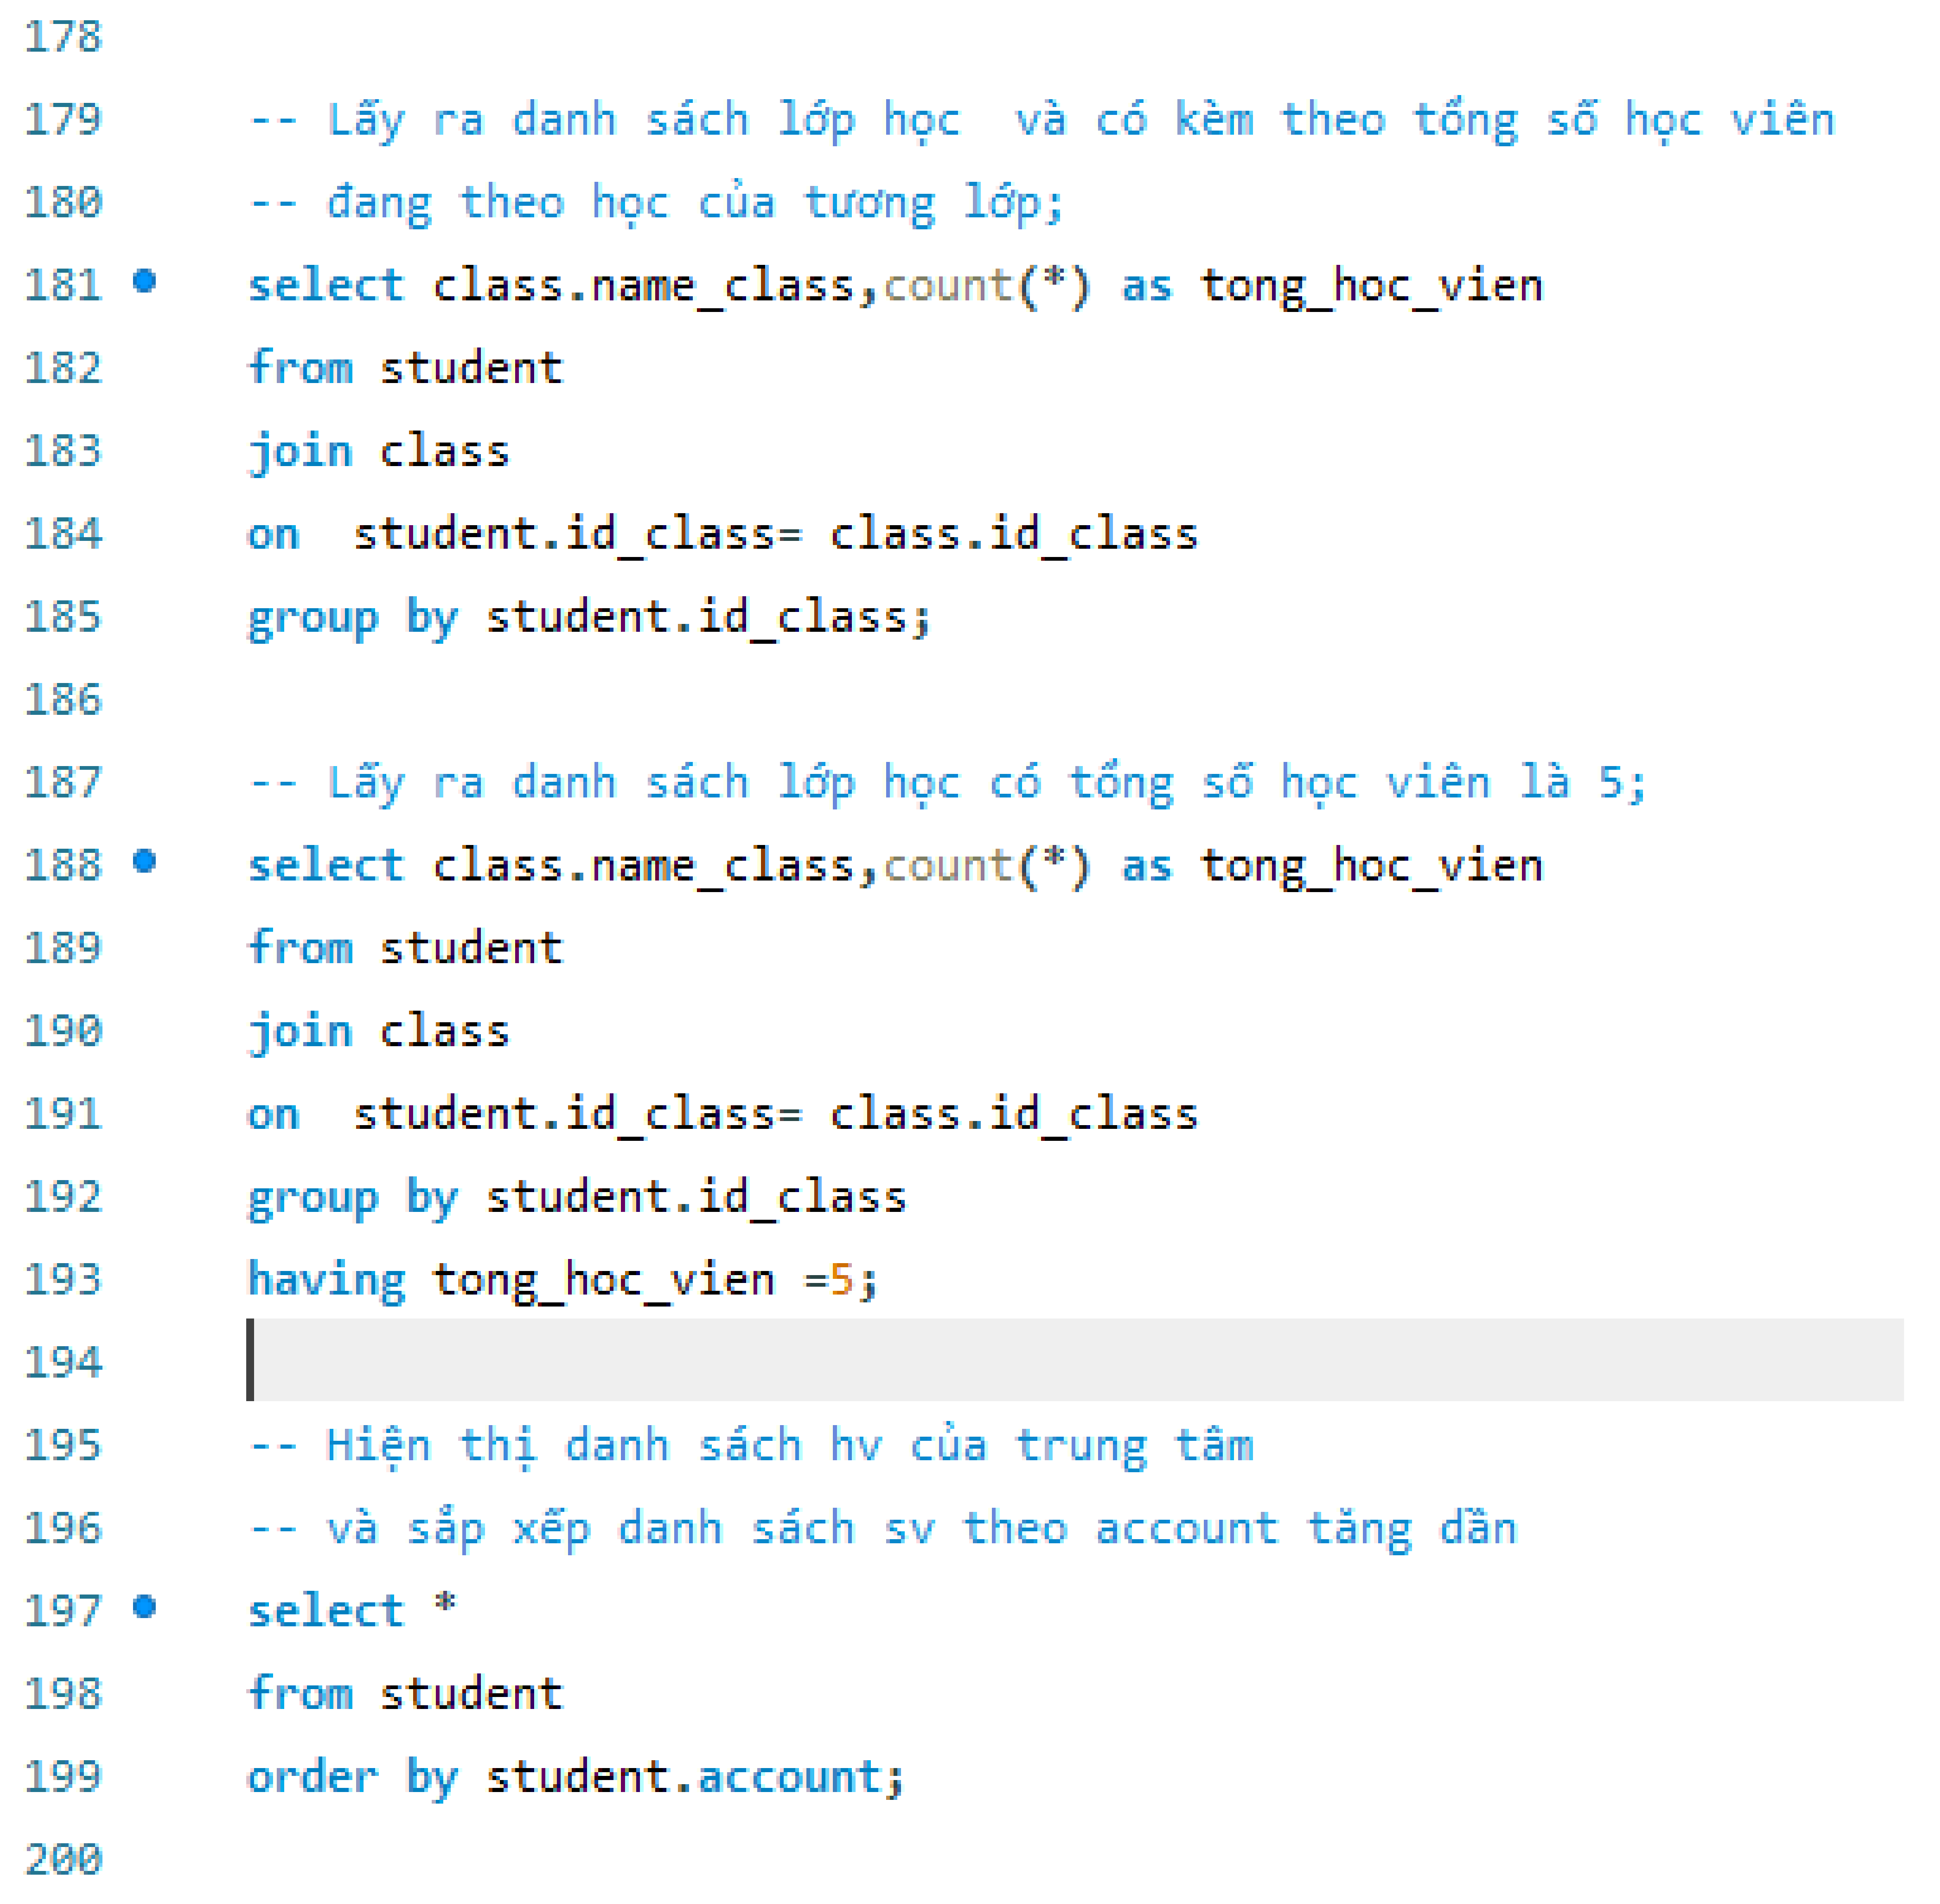 178
179 -- Lấy ra danh sách lớp học  và có kèm theo tổng số học viên
180 -- đang theo học của tương lớp;
181 select class.name_class,count(*) as tong_hoc_vien
182 from student
183 join class
184 on  student.id_class= class.id_class
185 group by student.id_class;
186
187 -- Lấy ra danh sách lớp học có tổng số học viên là 5;
188 select class.name_class,count(*) as tong_hoc_vien
189 from student
190 join class
191 on  student.id_class= class.id_class
192 group by student.id_class
193 having tong_hoc_vien =5;
194
195 -- Hiện thị danh sách hv của trung tâm
196 -- và sắp xếp danh sách sv theo account tăng dần
197 select *
198 from student
199 order by student.account;
200